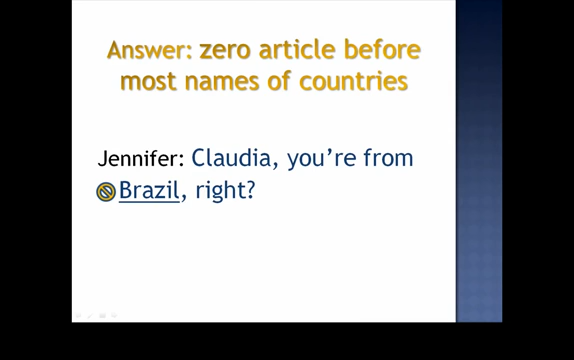 Answer: zero article before
most names of countries
Jennifer: Claudia, you're from
Brazil, right?